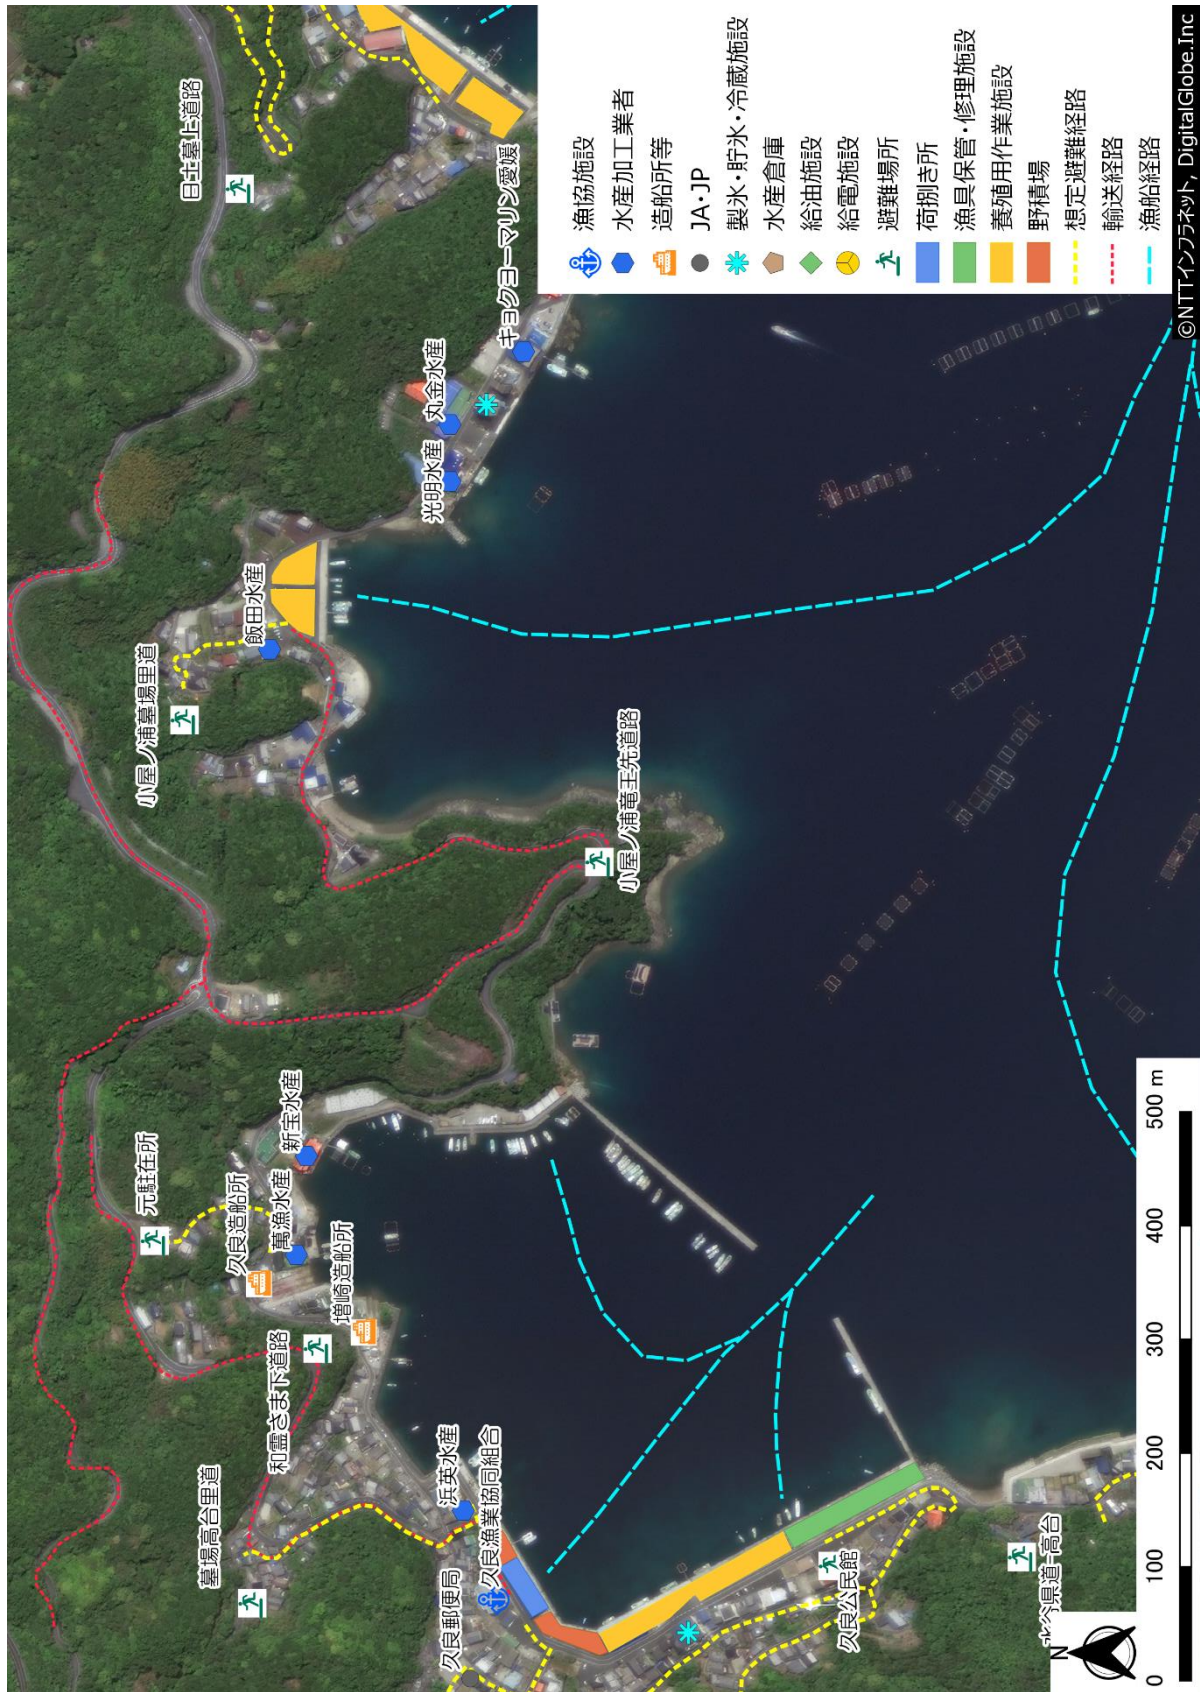 日土墓上道路
キョクヨーマリン愛媛
丸金水産
光明水産
飯田水産
小屋ノ浦墓場里道
小屋ノ浦竜王先道路
新宝水産
元駐在所
萬漁水産
久良造船所
増崎造船所
和霊さま下道路
墓場高台里道
浜英水産
久良漁業協同組合
久良郵便局
久良公民館
水谷県道-高台
漁協施設
水産加工業者
造船所等
JA・JP
製氷・貯氷・冷蔵施設
水産倉庫
給油施設
給電施設
避難場所
荷捌き所
漁具保管・修理施設
養殖用作業施設
野積場
想定避難経路
輸送経路
漁船経路
©NTTインフラネット, DigitalGlobe.Inc
N
0 100 200 300 400 500 m